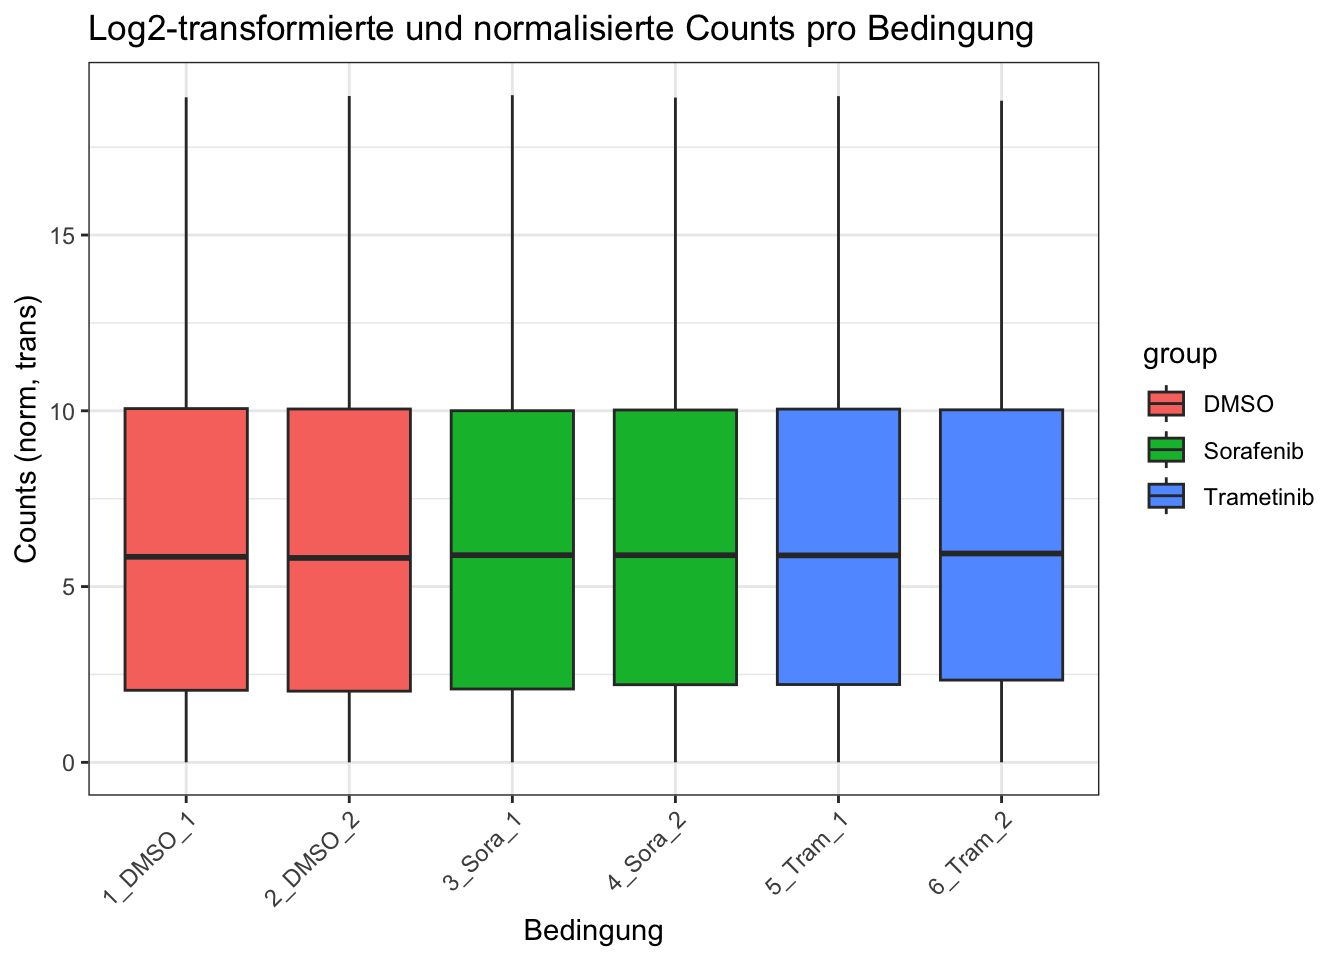 Log2-transformierte und normalisierte Counts pro Bedingung
Counts (norm, trans)
15
10
5
0
1_DMSO_1
2_DMSO_2
3_Sora_1
4_Sora_2
5_Tram_1
6_Tram_2
Bedingung
group
DMSO
Sorafenib
Trametinib